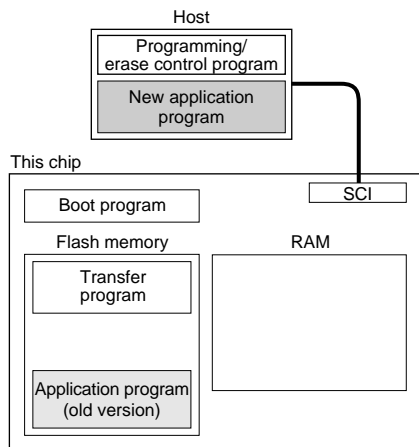 Host
Programming/
erase control program
New application
program
This chip
SCI
Boot program
Flash memory
RAM
Transfer
program
Application program
(old version)